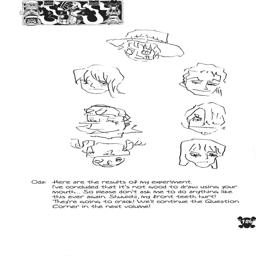 Oda: Here are the results of my experiment.
I've concluded that it's not good to draw using your
mouth. So please don't ask me to do anything like
this ever again. Shuuichi, my front teeth hurt!
They're going to crack! We'll continue the Question
Corner in the next volume!